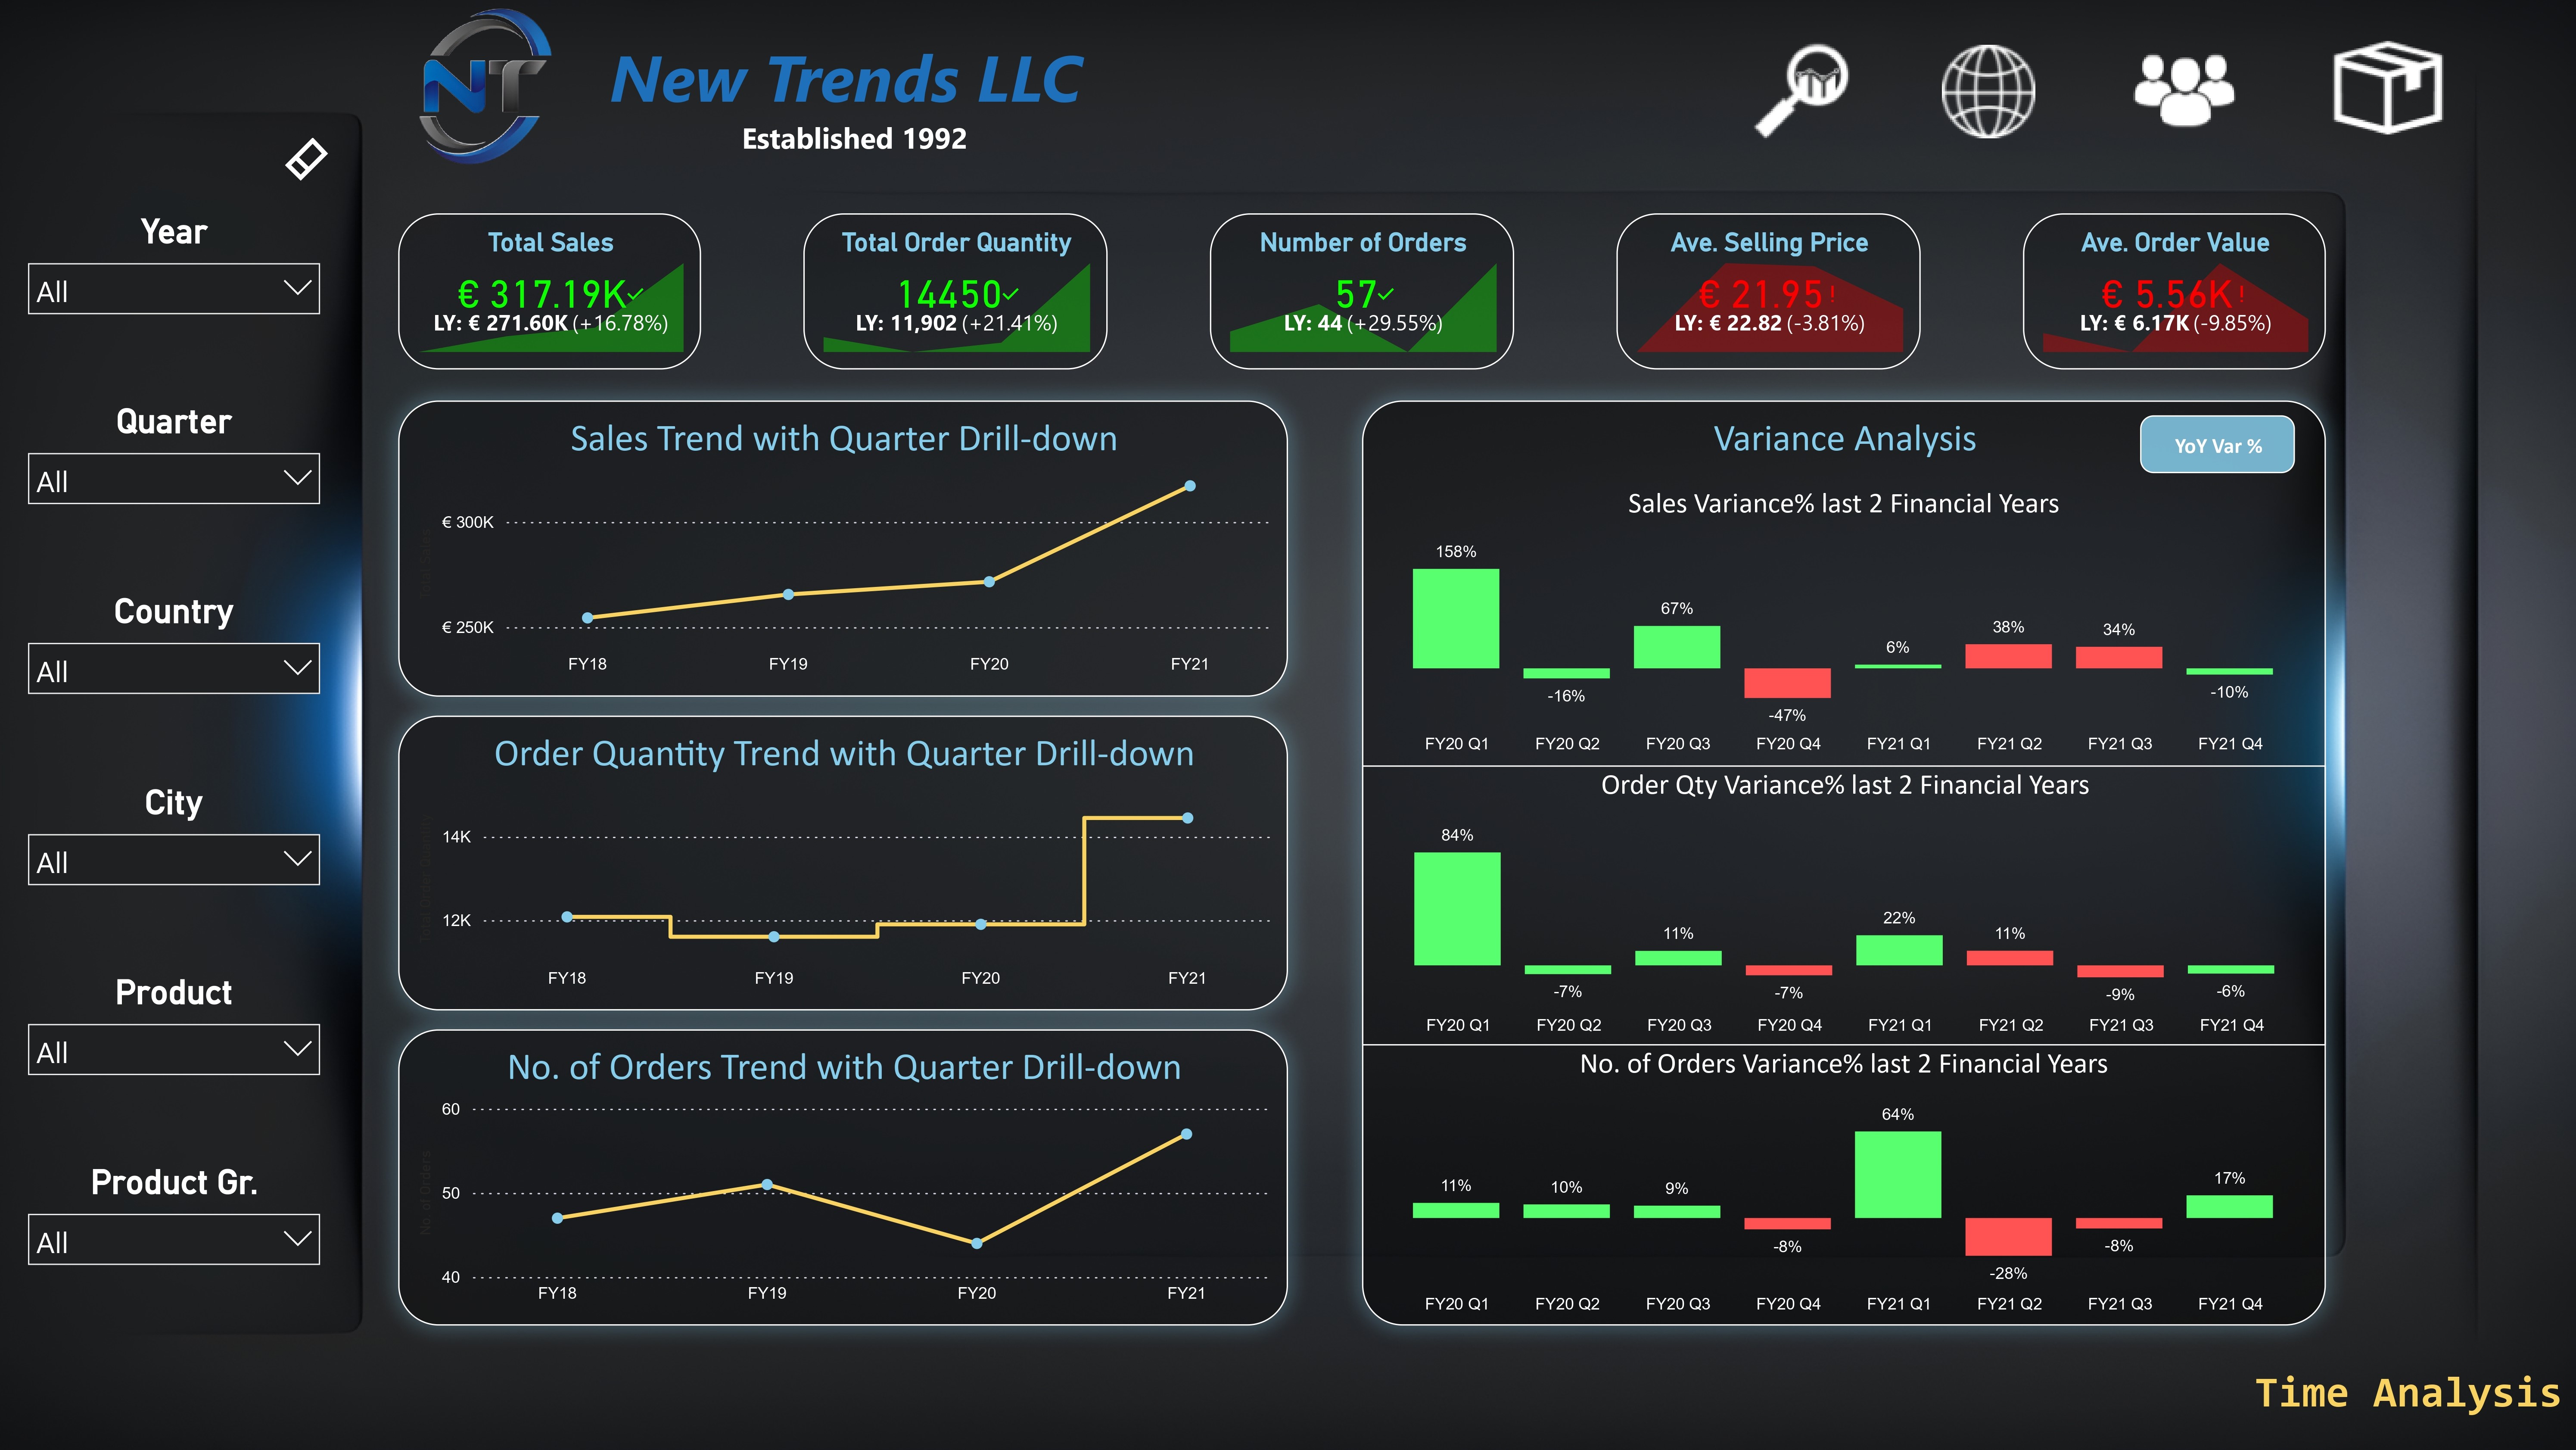 NT
New Trends LLC
Established 1992
Year
All
Quarter
All
Country
All
City
All
Product
All
Product Gr.
All
Total Sales
€ 317.19K
LY: € 271.60K (+16.78%)
Total Order Quantity
14450
LY: 11,902 (+21.41%)
Number of Orders
57
LY: 44 (+29.55%)
Ave. Selling Price
€ 21.95!
LY: € 22.82 (-3.81%)
Ave. Order Value
€ 5.56K!
LY: € 6.17K (-9.85%)
Sales Trend with Quarter Drill-down
Total Sales
€ 300K
€ 250K
FY18 FY19 FY20 FY21
Order Quantity Trend with Quarter Drill-down
14K
12K
FY18 FY19 FY20 FY21
No. of Orders Trend with Quarter Drill-down
No. of Orders
60
50
40
FY18 FY19 FY20 FY21
Variance Analysis
YoY Var %
Sales Variance% last 2 Financial Years
158% -16% 67% -47% 6% 38% 34% -10%
FY20 Q1 FY20 Q2 FY20 Q3 FY20 Q4 FY21 Q1 FY21 Q2 FY21 Q3 FY21 Q4
Order Qty Variance% last 2 Financial Years
84% -7% 11% -7% 22% 11% -9% -6%
FY20 Q1 FY20 Q2 FY20 Q3 FY20 Q4 FY21 Q1 FY21 Q2 FY21 Q3 FY21 Q4
No. of Orders Variance% last 2 Financial Years
11% 10% 9% -8% 64% -28% -8% 17%
FY20 Q1 FY20 Q2 FY20 Q3 FY20 Q4 FY21 Q1 FY21 Q2 FY21 Q3 FY21 Q4
Time Analysis